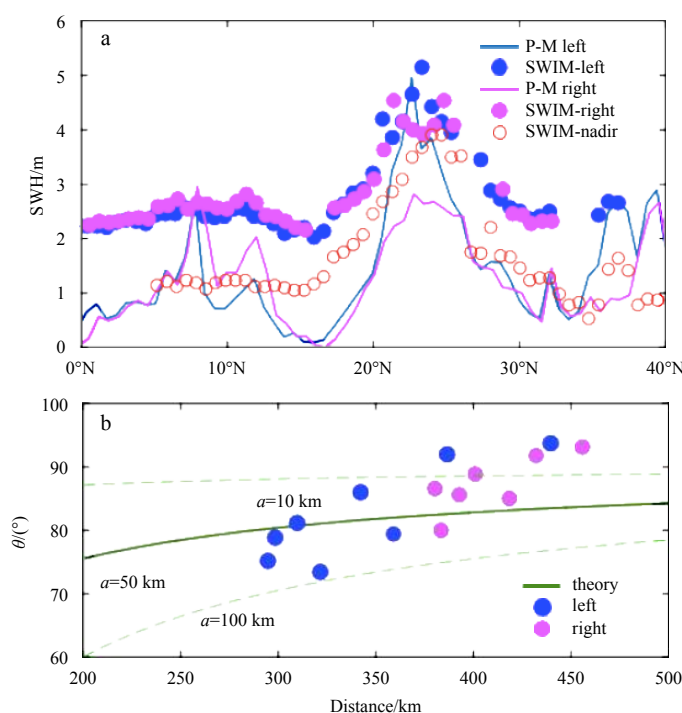 6
a
P-M left
SWIM-left
P-M right
SWIM-right
SWIM-nadir
5
4
3
2
1
0
SWH/m
0°N
10°N
20°N
30°N
40°N
100
b
90
80
70
60
θ/(°)
a=10 km
a=50 km
a=100 km
theory
left
right
200
250
300
350
400
450
500
Distance/km